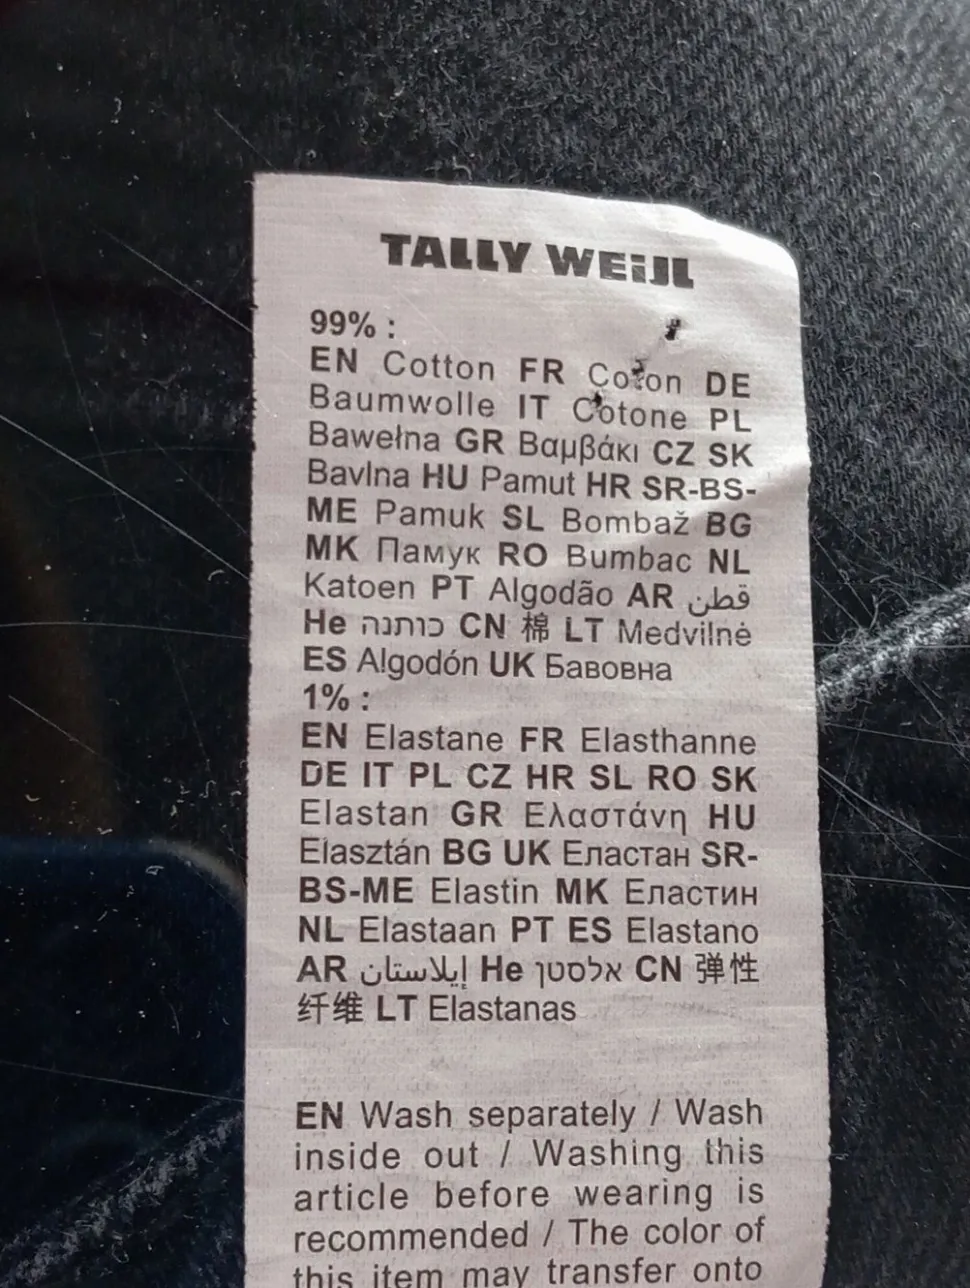 TALLY WEiJL
99% :
EN Cotton FR Coton DE
Baumwolle IT Cotone PL
Bawełna GR Βαμβάκι CZ SK
Bavlna HU Pamut HR SR-BS-
ME Pamuk SL Bombaž BG
MK Памук RO Bumbac NL
Katoen PT Algodão AR قطن
He כותנה CN 棉 LT Medvilnė
ES Algodón UK Бавовна
1% :
EN Elastane FR Elasthanne
DE IT PL CZ HR SL RO SK
Elastan GR Ελαστάνη HU
Elasztán BG UK Еластан SR-
BS-ME Elastin MK Еластин
NL Elastaan PT ES Elastano
AR إيلاستان He אלסטן CN 弹性
纤维 LT Elastanas
EN Wash separately / Wash
inside out / Washing this
article before wearing is
recommended / The color of
this item may transfer onto